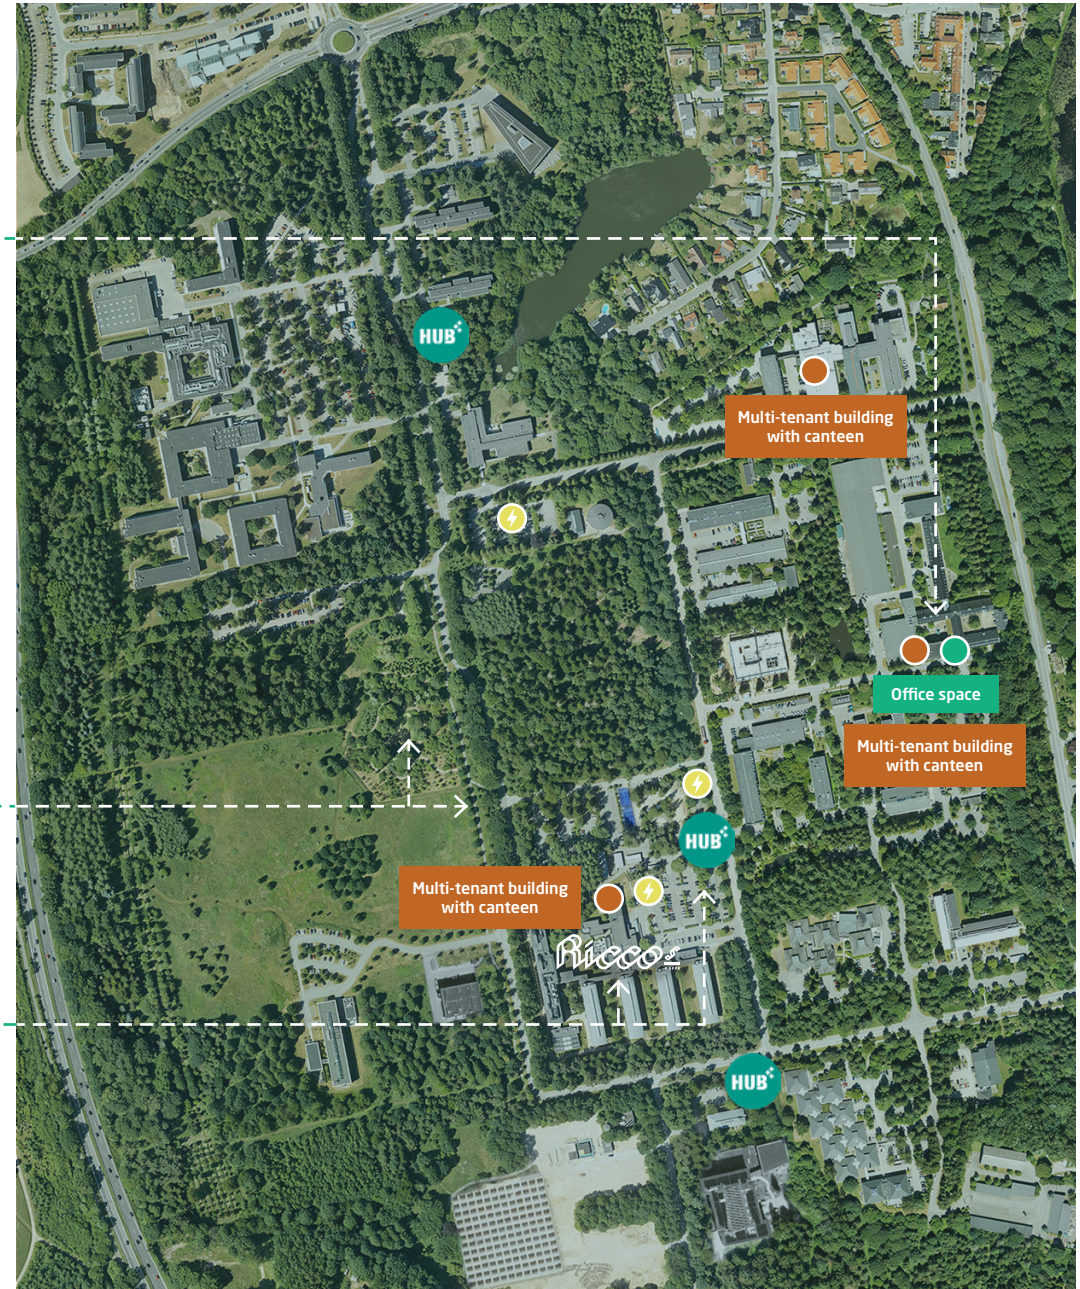 HUB
Multi-tenant building
with canteen
Office space
Multi-tenant building
with canteen
HUB
Multi-tenant building
with canteen
Riccos
HUB